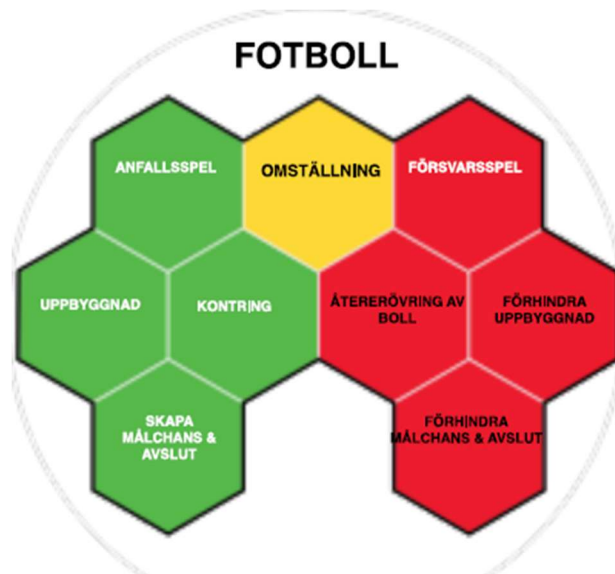 FOTBOLL
ANFALLSSPEL
OMSTÄLLNING
FÖRSVARSSPEL
UPPBYGGNAD
KONTRING
ÅTERERÖVRING AV
BOLL
FÖRHINDRA
UPPBYGGNAD
SKAPA
MÅLCHANS &
AVSLUT
FÖRHINDRA
MÅLCHANS & AVSLUT